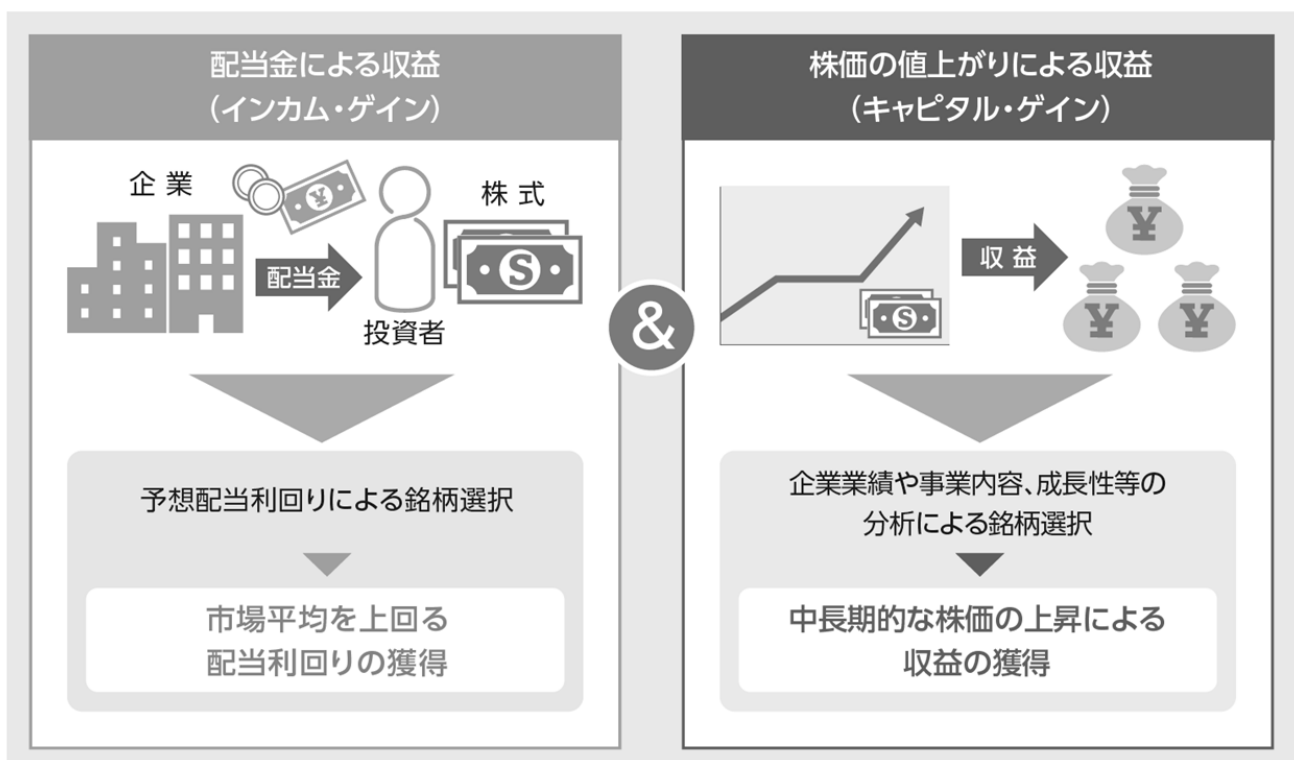 配当金による収益
（インカム・ゲイン）
企 業
¥
配当金
投資者
株 式
S
予想配当利回りによる銘柄選択
市場平均を上回る
配当利回りの獲得
&
株価の値上がりによる収益
（キャピタル・ゲイン）
S
収 益
¥
¥
¥
企業業績や事業内容、成長性等の
分析による銘柄選択
中長期的な株価の上昇による
収益の獲得